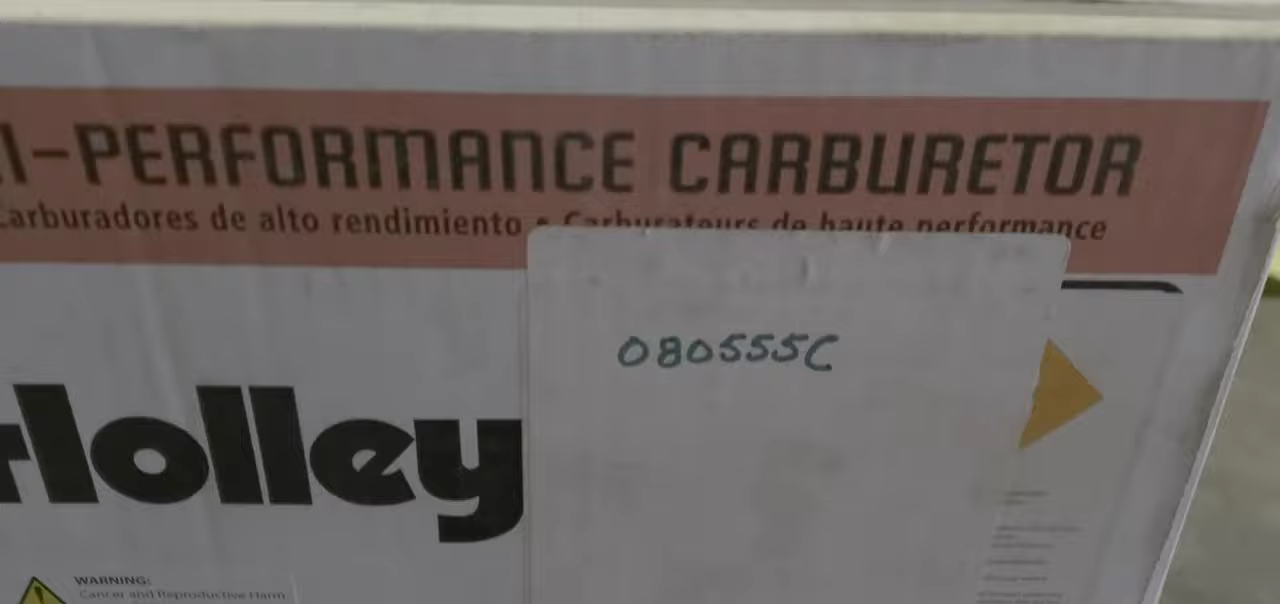 I-PERFORMANCE CARBURETOR
Carburadores de alto rendimiento • Carburateurs de haute performance
080555C
Holley
WARNING:
Cancer and Reproductive Harm